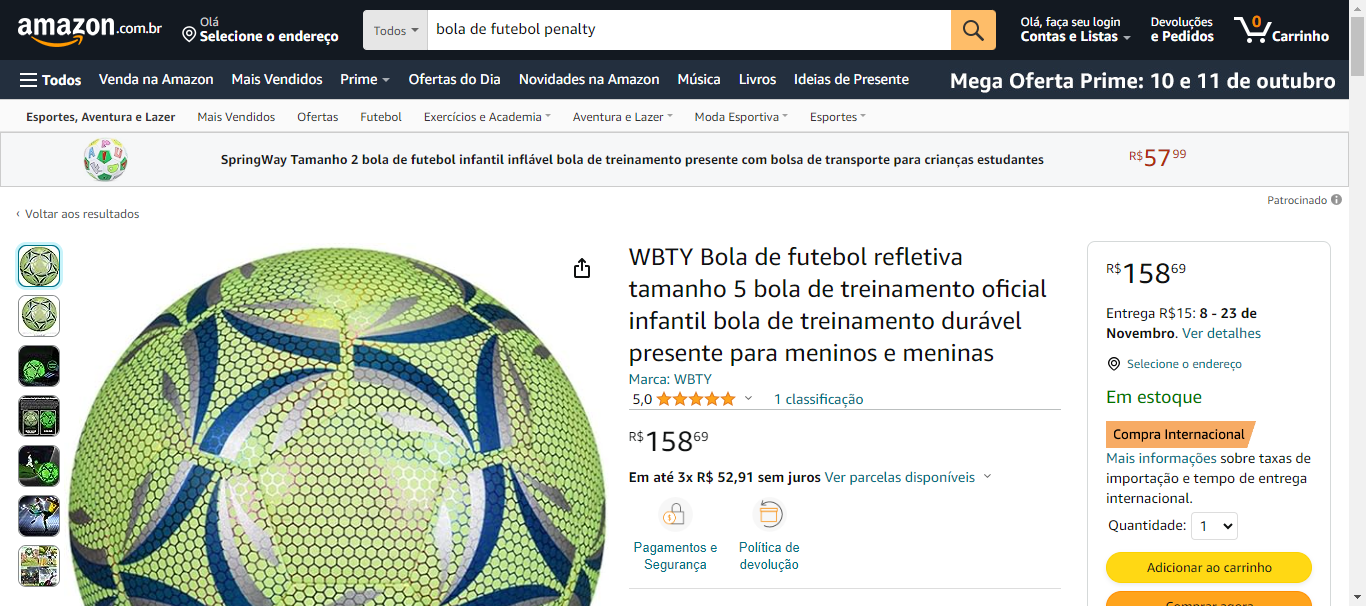 amazon.com.br
Olá
Selecione o endereço
Todos
bola de futebol penalty
Olá, faça seu login
Contas e Listas
Devoluções
e Pedidos
0
Carrinho
Todos
Venda na Amazon
Mais Vendidos
Prime
Ofertas do Dia
Novidades na Amazon
Música
Livros
Ideias de Presente
Mega Oferta Prime: 10 e 11 de outubro
Esportes, Aventura e Lazer
Mais Vendidos
Ofertas
Futebol
Exercícios e Academia
Aventura e Lazer
Moda Esportiva
Esportes
SpringWay Tamanho 2 bola de futebol infantil inflável bola de treinamento presente com bolsa de transporte para crianças estudantes
R$5799
Patrocinado
‹ Voltar aos resultados
WBTY Bola de futebol refletiva
tamanho 5 bola de treinamento oficial
infantil bola de treinamento durável
presente para meninos e meninas
Marca: WBTY
5,0
1 classificação
R$15869
Em até 3x R$ 52,91 sem juros Ver parcelas disponíveis
Pagamentos e
Segurança
Política de
devolução
R$15869
Entrega R$15: 8 - 23 de
Novembro. Ver detalhes
Selecione o endereço
Em estoque
Compra Internacional
Mais informações sobre taxas de
importação e tempo de entrega
internacional.
Quantidade: 1
Adicionar ao carrinho
Comprar agora